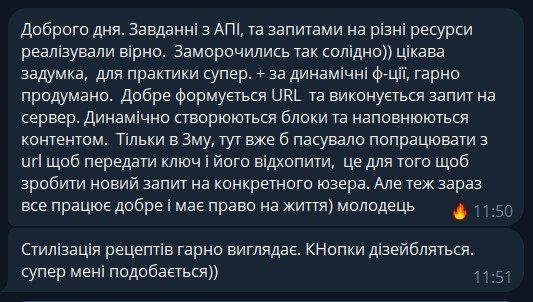 Доброго дня. Завданні з АПІ, та запитами на різні ресурси
реалізували вірно.  Заморочились так солідно)) цікава
задумка,  для практики супер. + за динамічні ф-ції, гарно
продумано.  Добре формується URL  та виконується запит на
сервер. Динамічно створюються блоки та наповнюються
контентом.  Тільки в 3му, тут вже б пасувало попрацювати з
url щоб передати ключ і його відхопити,  це для того щоб
зробити новий запит на конкретного юзера. Але теж зараз
все працює добре і має право на життя) молодець 🔥 11:50
Стилізація рецептів гарно виглядає. КНопки дізейбляться.
супер мені подобається)) 11:51